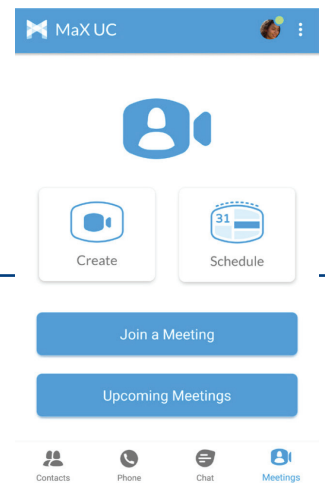 MaX UC
31
Create Schedule
Join a Meeting
Upcoming Meetings
Contacts Phone Chat Meetings